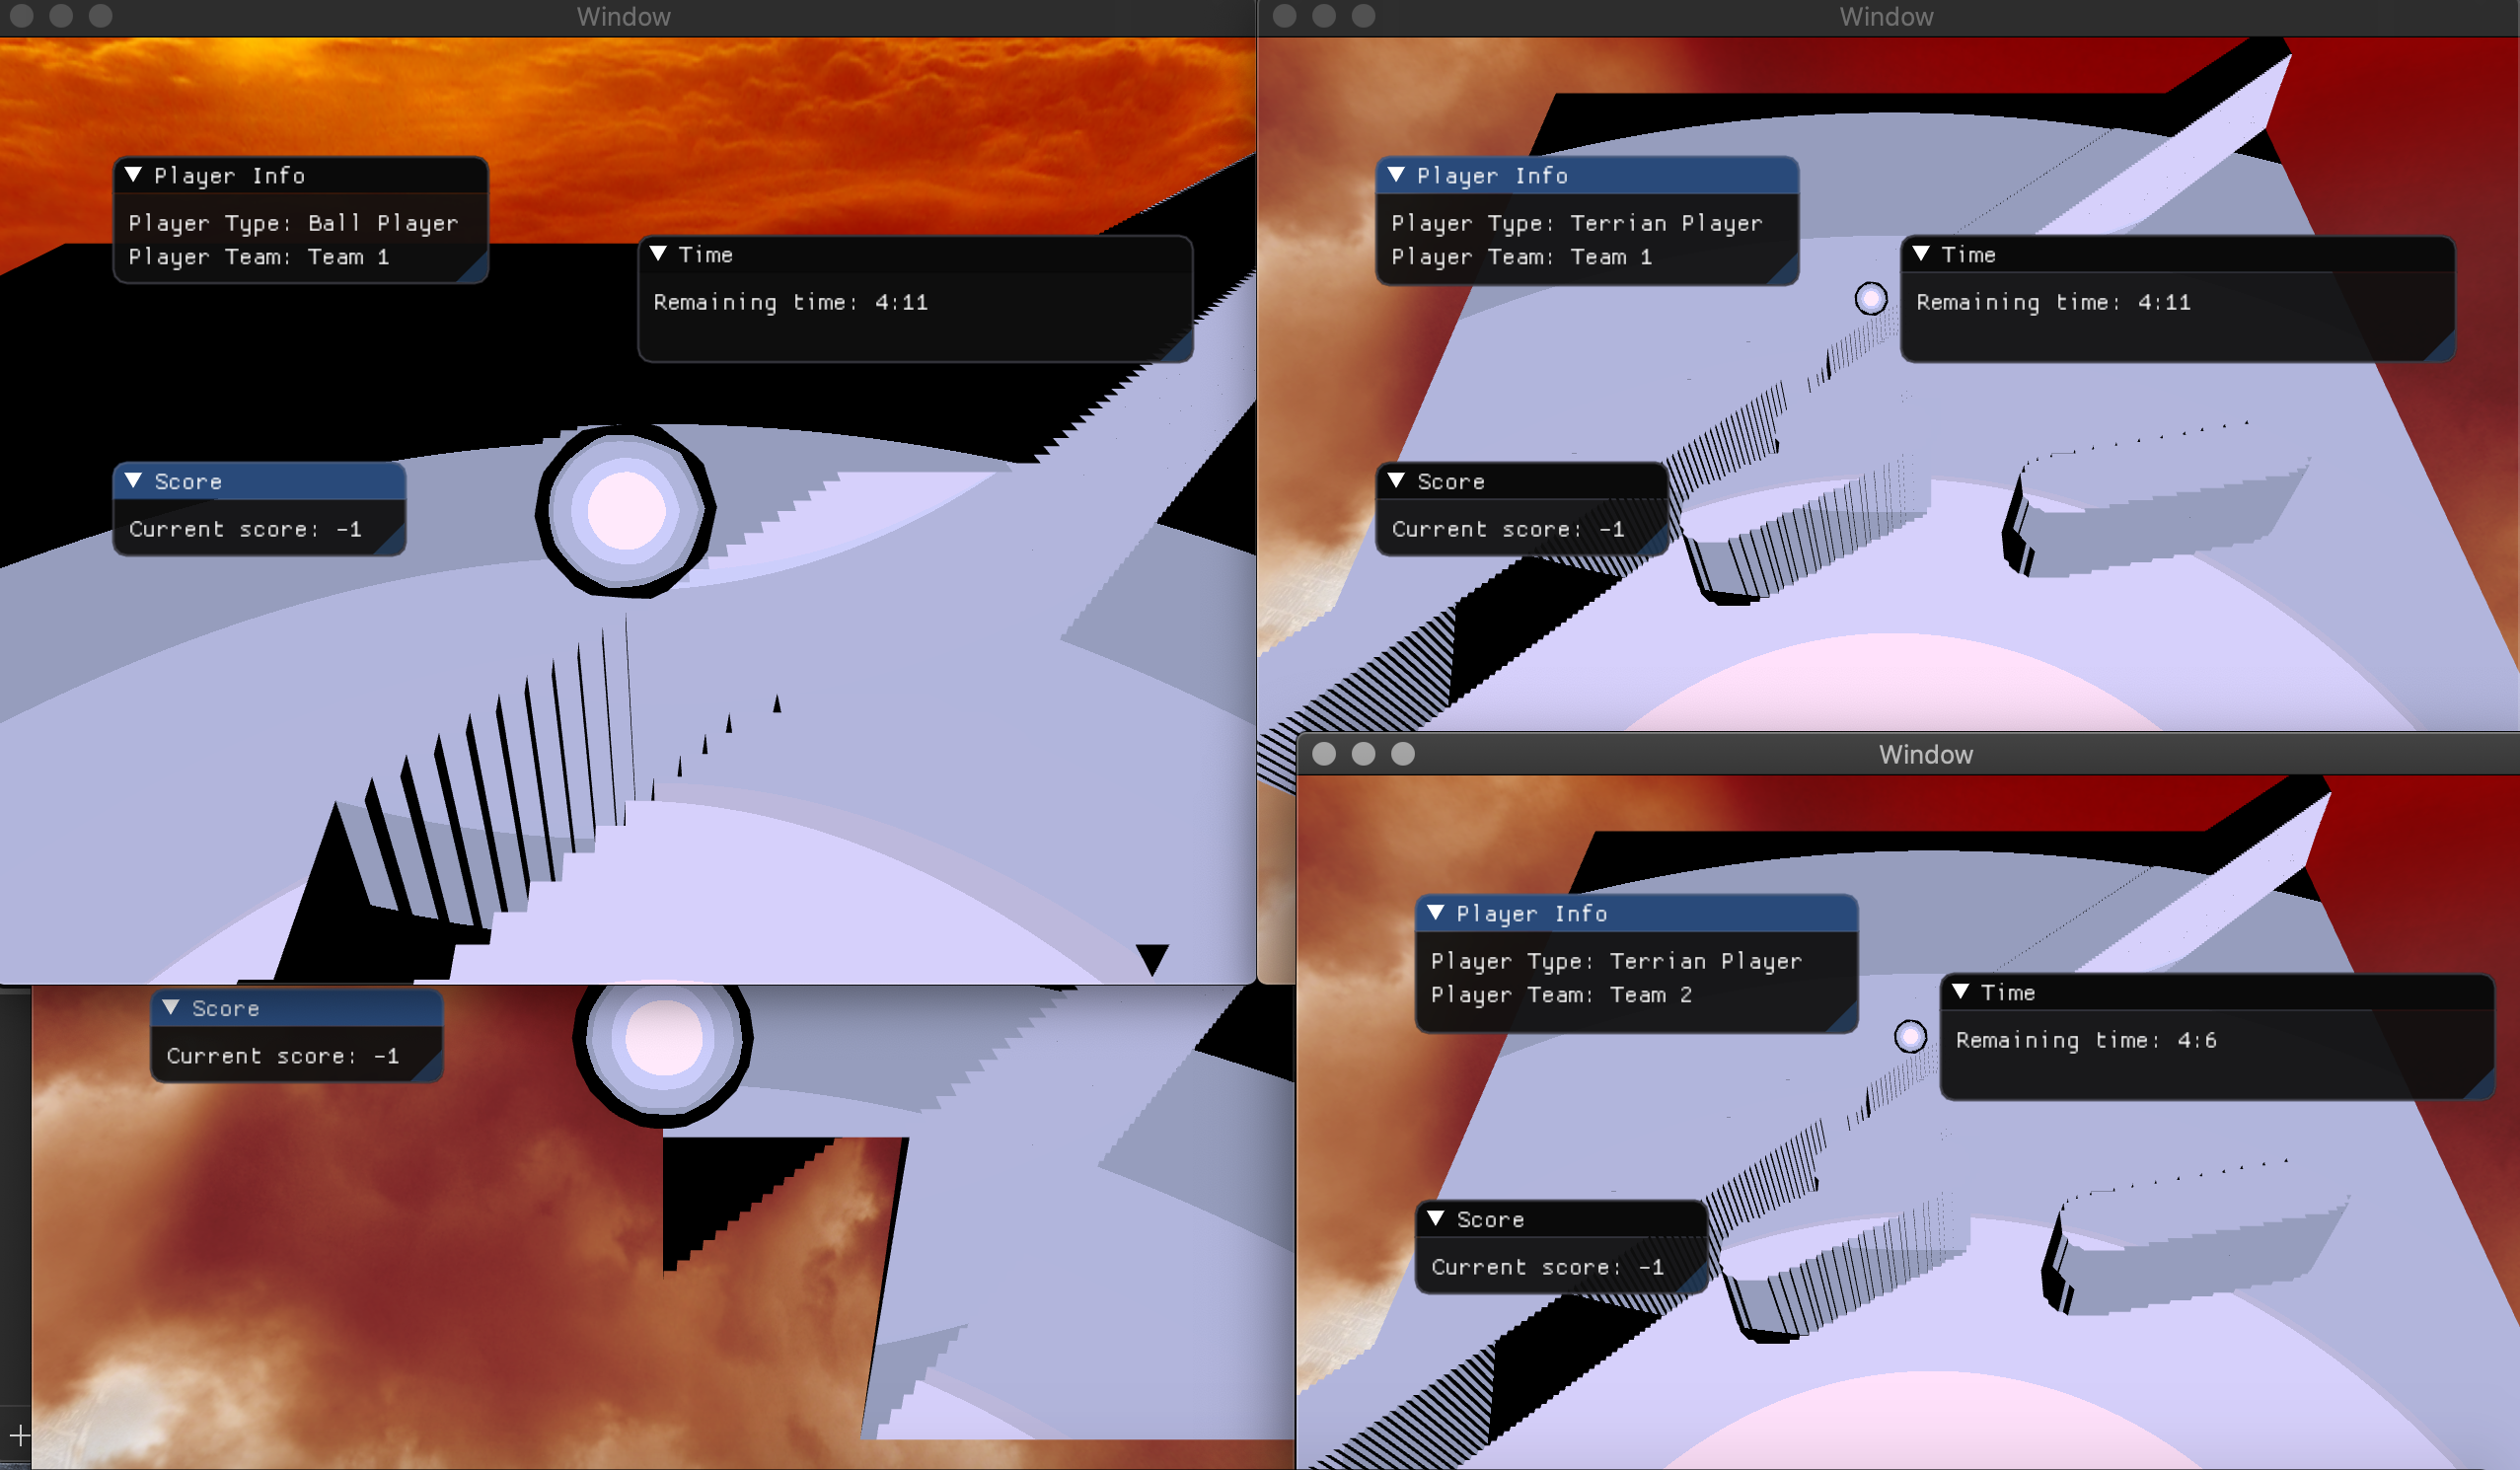 Window
Player Info
Player Type: Ball Player
Player Team: Team 1
Time
Remaining time: 4:11
Score
Current score: -1
Window
Player Info
Player Type: Terrian Player
Player Team: Team 1
Time
Remaining time: 4:11
Score
Current score: -1
Score
Current score: -1
Window
Player Info
Player Type: Terrian Player
Player Team: Team 2
Time
Remaining time: 4:6
Score
Current score: -1